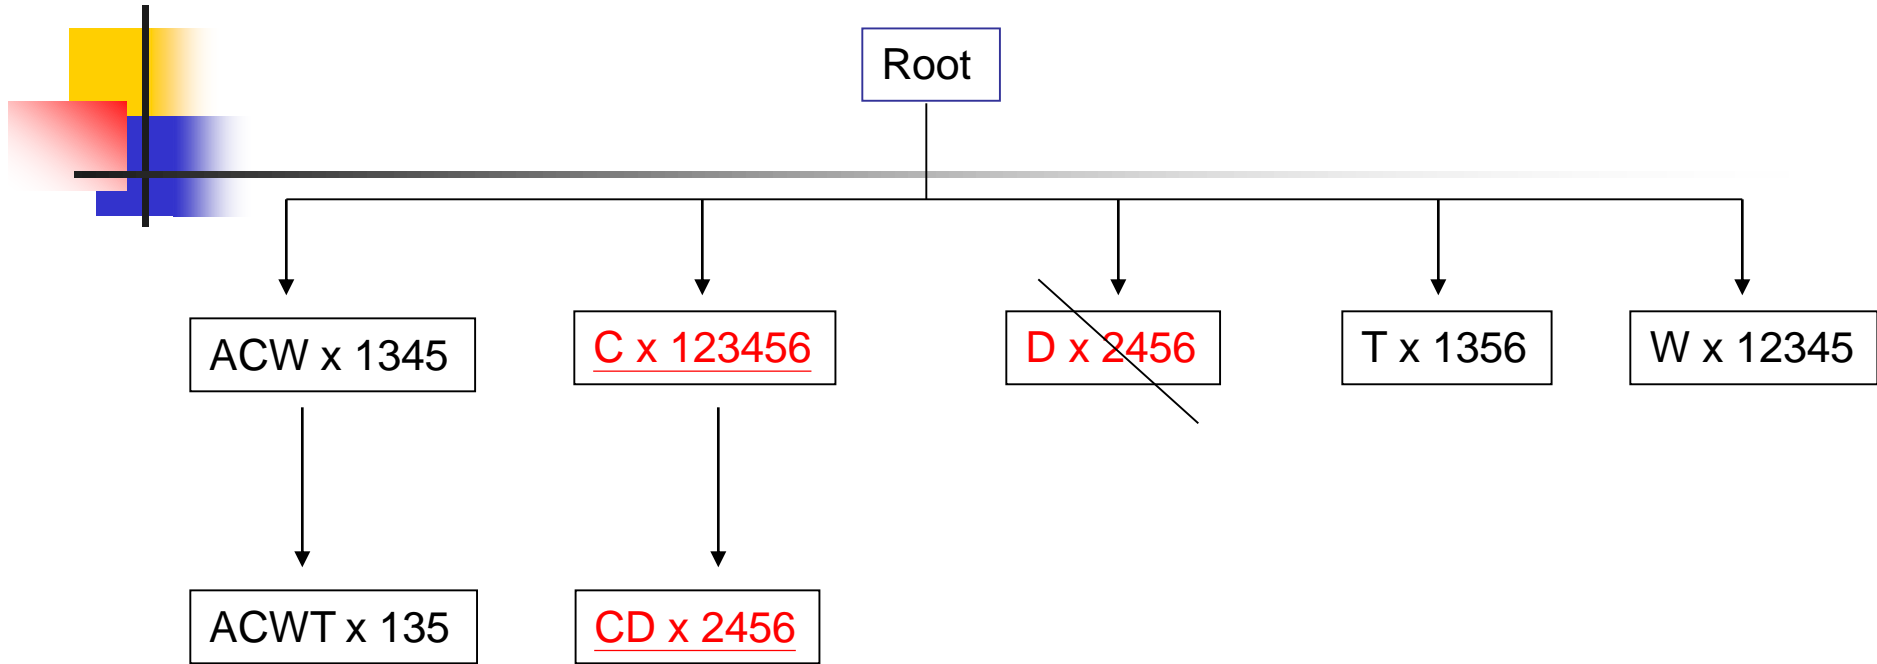 Root
ACW x 1345
C x 123456
D x 2456
T x 1356
W x 12345
ACWT x 135
CD x 2456